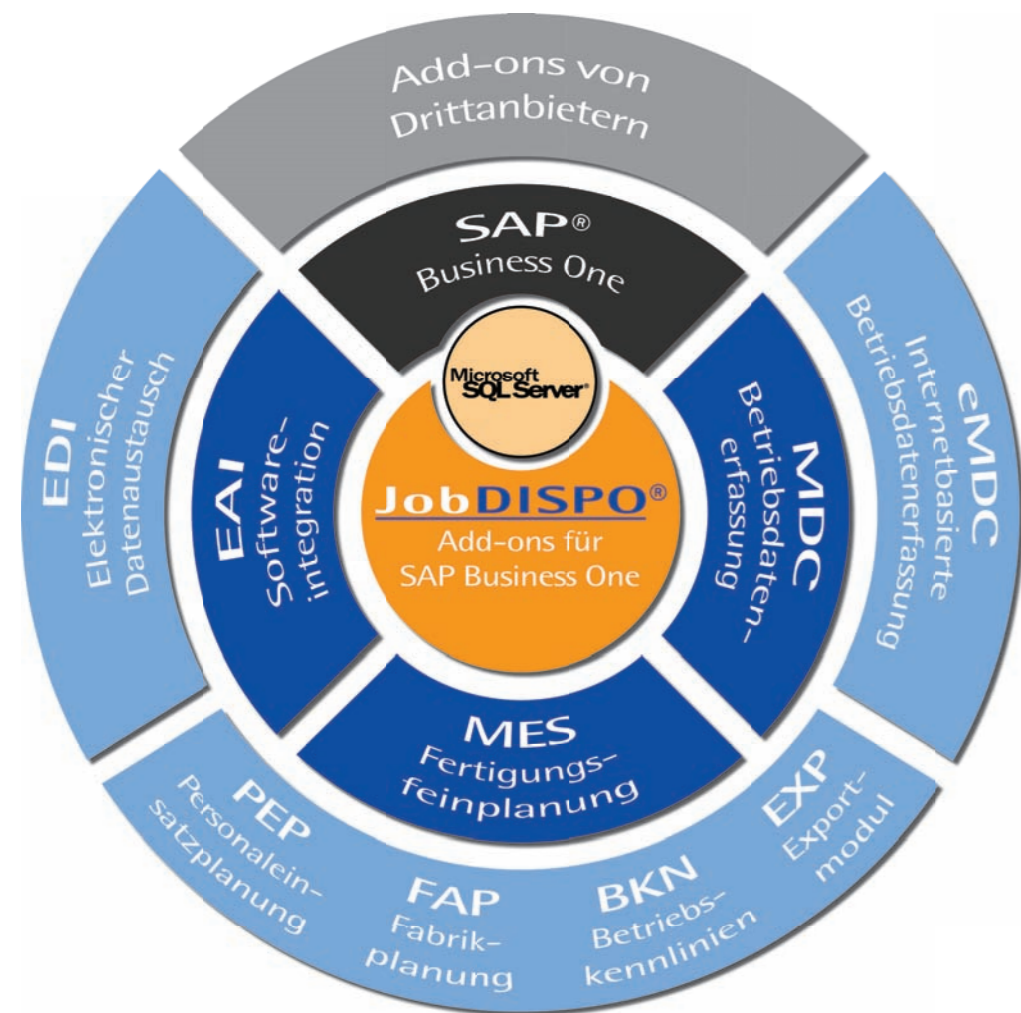 Add-ons von
Drittanbietern
SAP®
Business One
Microsoft
SQL Server®
JobDISPO®
Add-ons für
SAP Business One
EDI
Elektronischer
Datenaustausch
EAI
Software-
integration
MDC
Betriebsdaten-
erfassung
eMDC
Internetbasierte
Betriebsdatenerfassung
MES
Fertigungs-
feinplanung
PEP
Personalein-
satzplanung
FAP
Fabrik-
planung
BKN
Betriebs-
kennlinien
EXP
Export-
modul